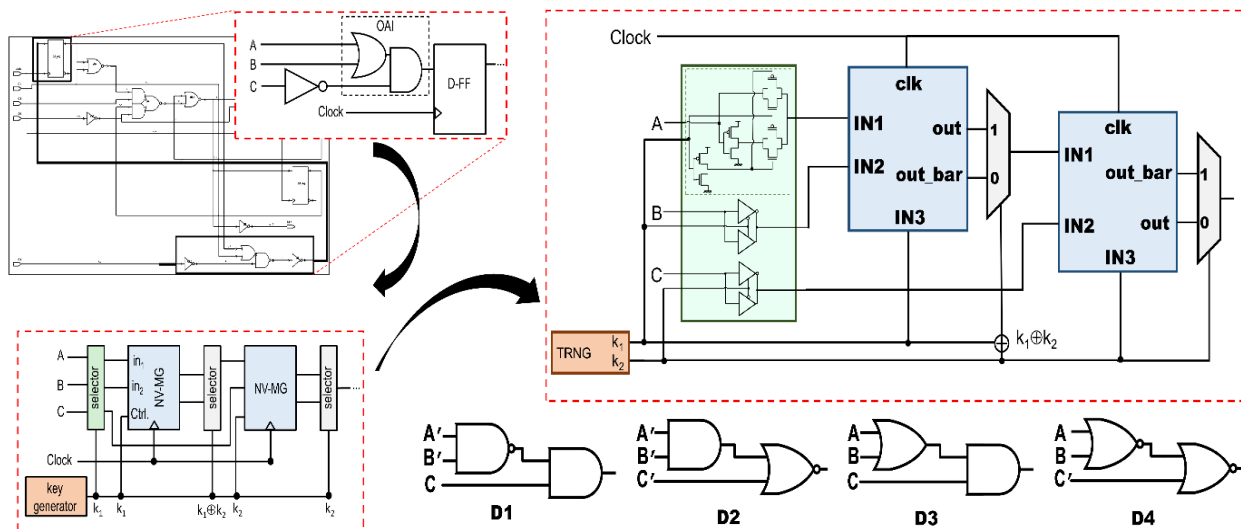 OAI
A
B
C
D-FF
...
Clock
Clock
clk
IN1
out
1
IN2
out_bar
0
IN3
clk
IN1
out_bar
1
IN2
out
0
IN3
A
B
C
TRNG
k₁
k₂
k₁⊕k₂
A
B
C
selector
in₁
in₂
Ctrl.
NV-MG
selector
NV-MG
selector
...
Clock
key
generator
k₁
k₁
k₁⊕k₂
k₂
k₂
A'
B'
C
D1
A'
B'
C'
D2
A
B
C
D3
A
B
C'
D4